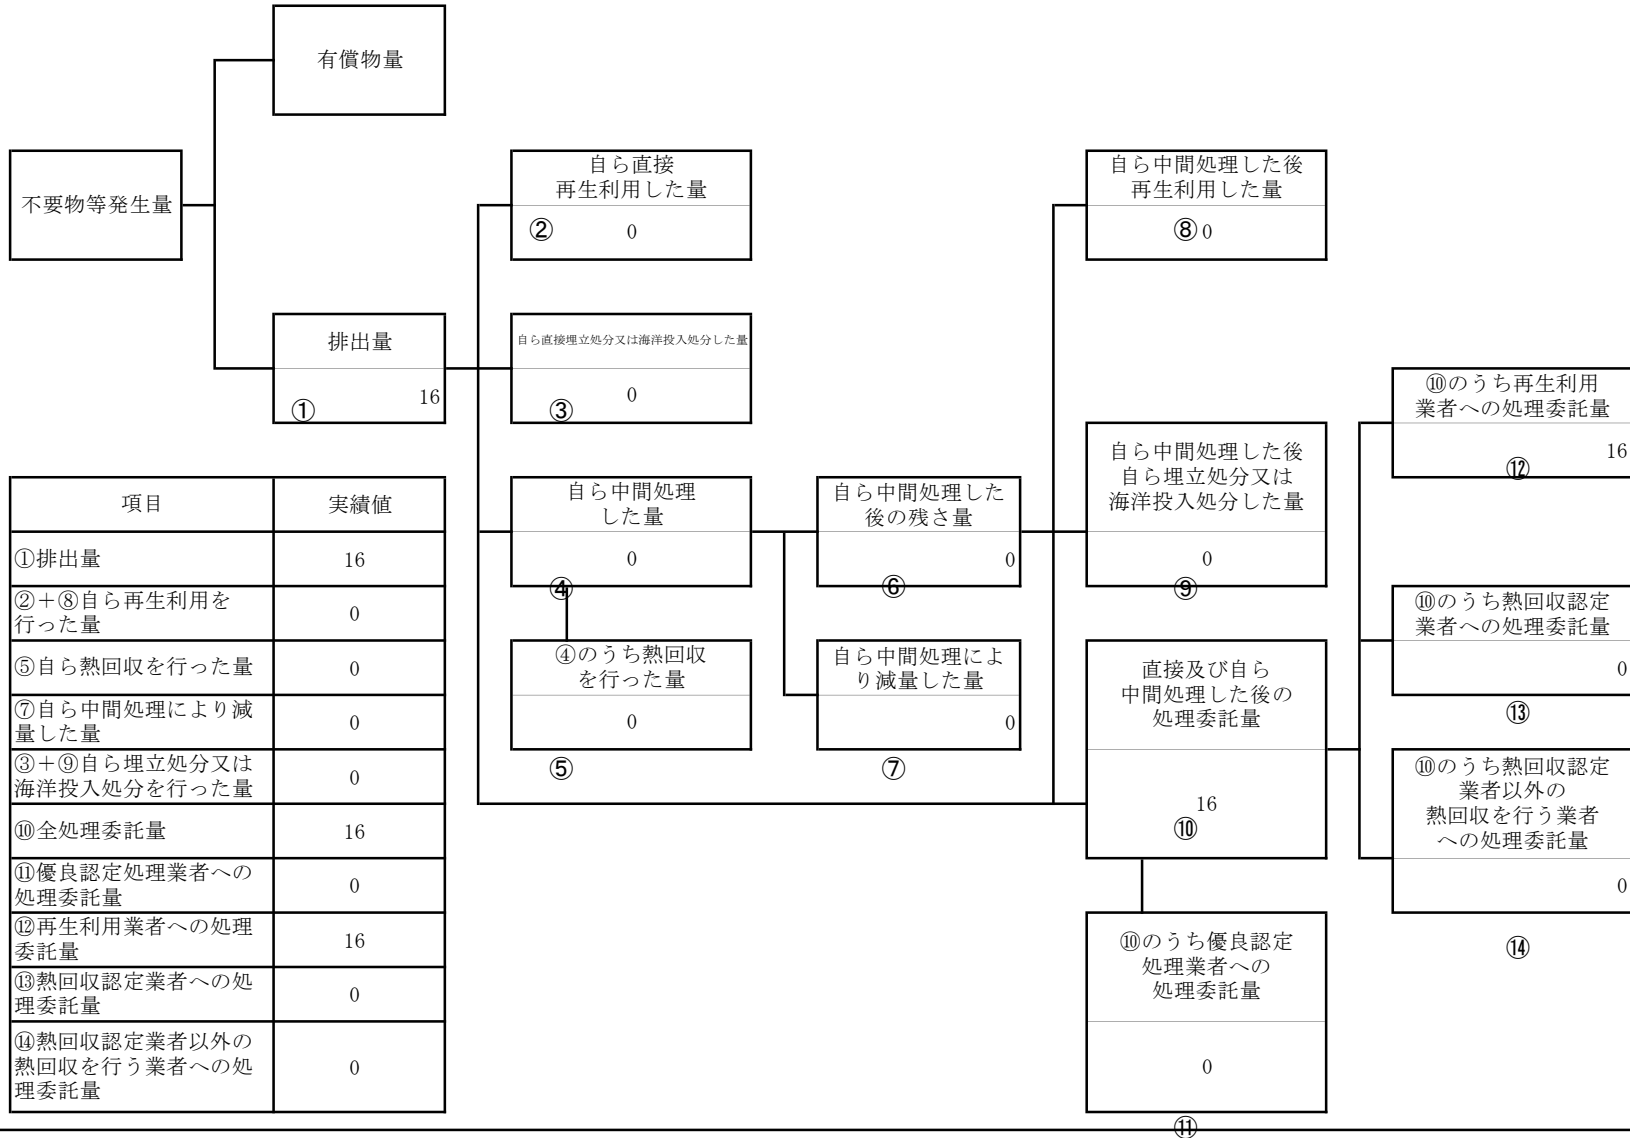 有償物量
不要物等発生量
自ら直接
再生利用した量
②
0
自ら中間処理した後
再生利用した量
⑧
0
排出量
①
16
自ら直接埋立処分又は海洋投入処分した量
③
0
⑩のうち再生利用
業者への処理委託量
⑫
16
自ら中間処理した後
自ら埋立処分又は
海洋投入処分した量
0
⑨
自ら中間処理
した量
0
④
自ら中間処理した
後の残さ量
0
⑥
⑩のうち熱回収認定
業者への処理委託量
0
⑬
④のうち熱回収
を行った量
0
⑤
自ら中間処理によ
り減量した量
0
⑦
直接及び自ら
中間処理した後の
処理委託量
16
⑩
⑩のうち熱回収認定
業者以外の
熱回収を行う業者
への処理委託量
0
⑭
⑩のうち優良認定
処理業者への
処理委託量
0
⑪
項目
実績値
①排出量
16
②+⑧自ら再生利用を
行った量
0
⑤自ら熱回収を行った量
0
⑦自ら中間処理により減
量した量
0
③+⑨自ら埋立処分又は
海洋投入処分を行った量
0
⑩全処理委託量
16
⑪優良認定処理業者への
処理委託量
0
⑫再生利用業者への処理
委託量
16
⑬熱回収認定業者への処
理委託量
0
⑭熱回収認定業者以外の
熱回収を行う業者への処
理委託量
0